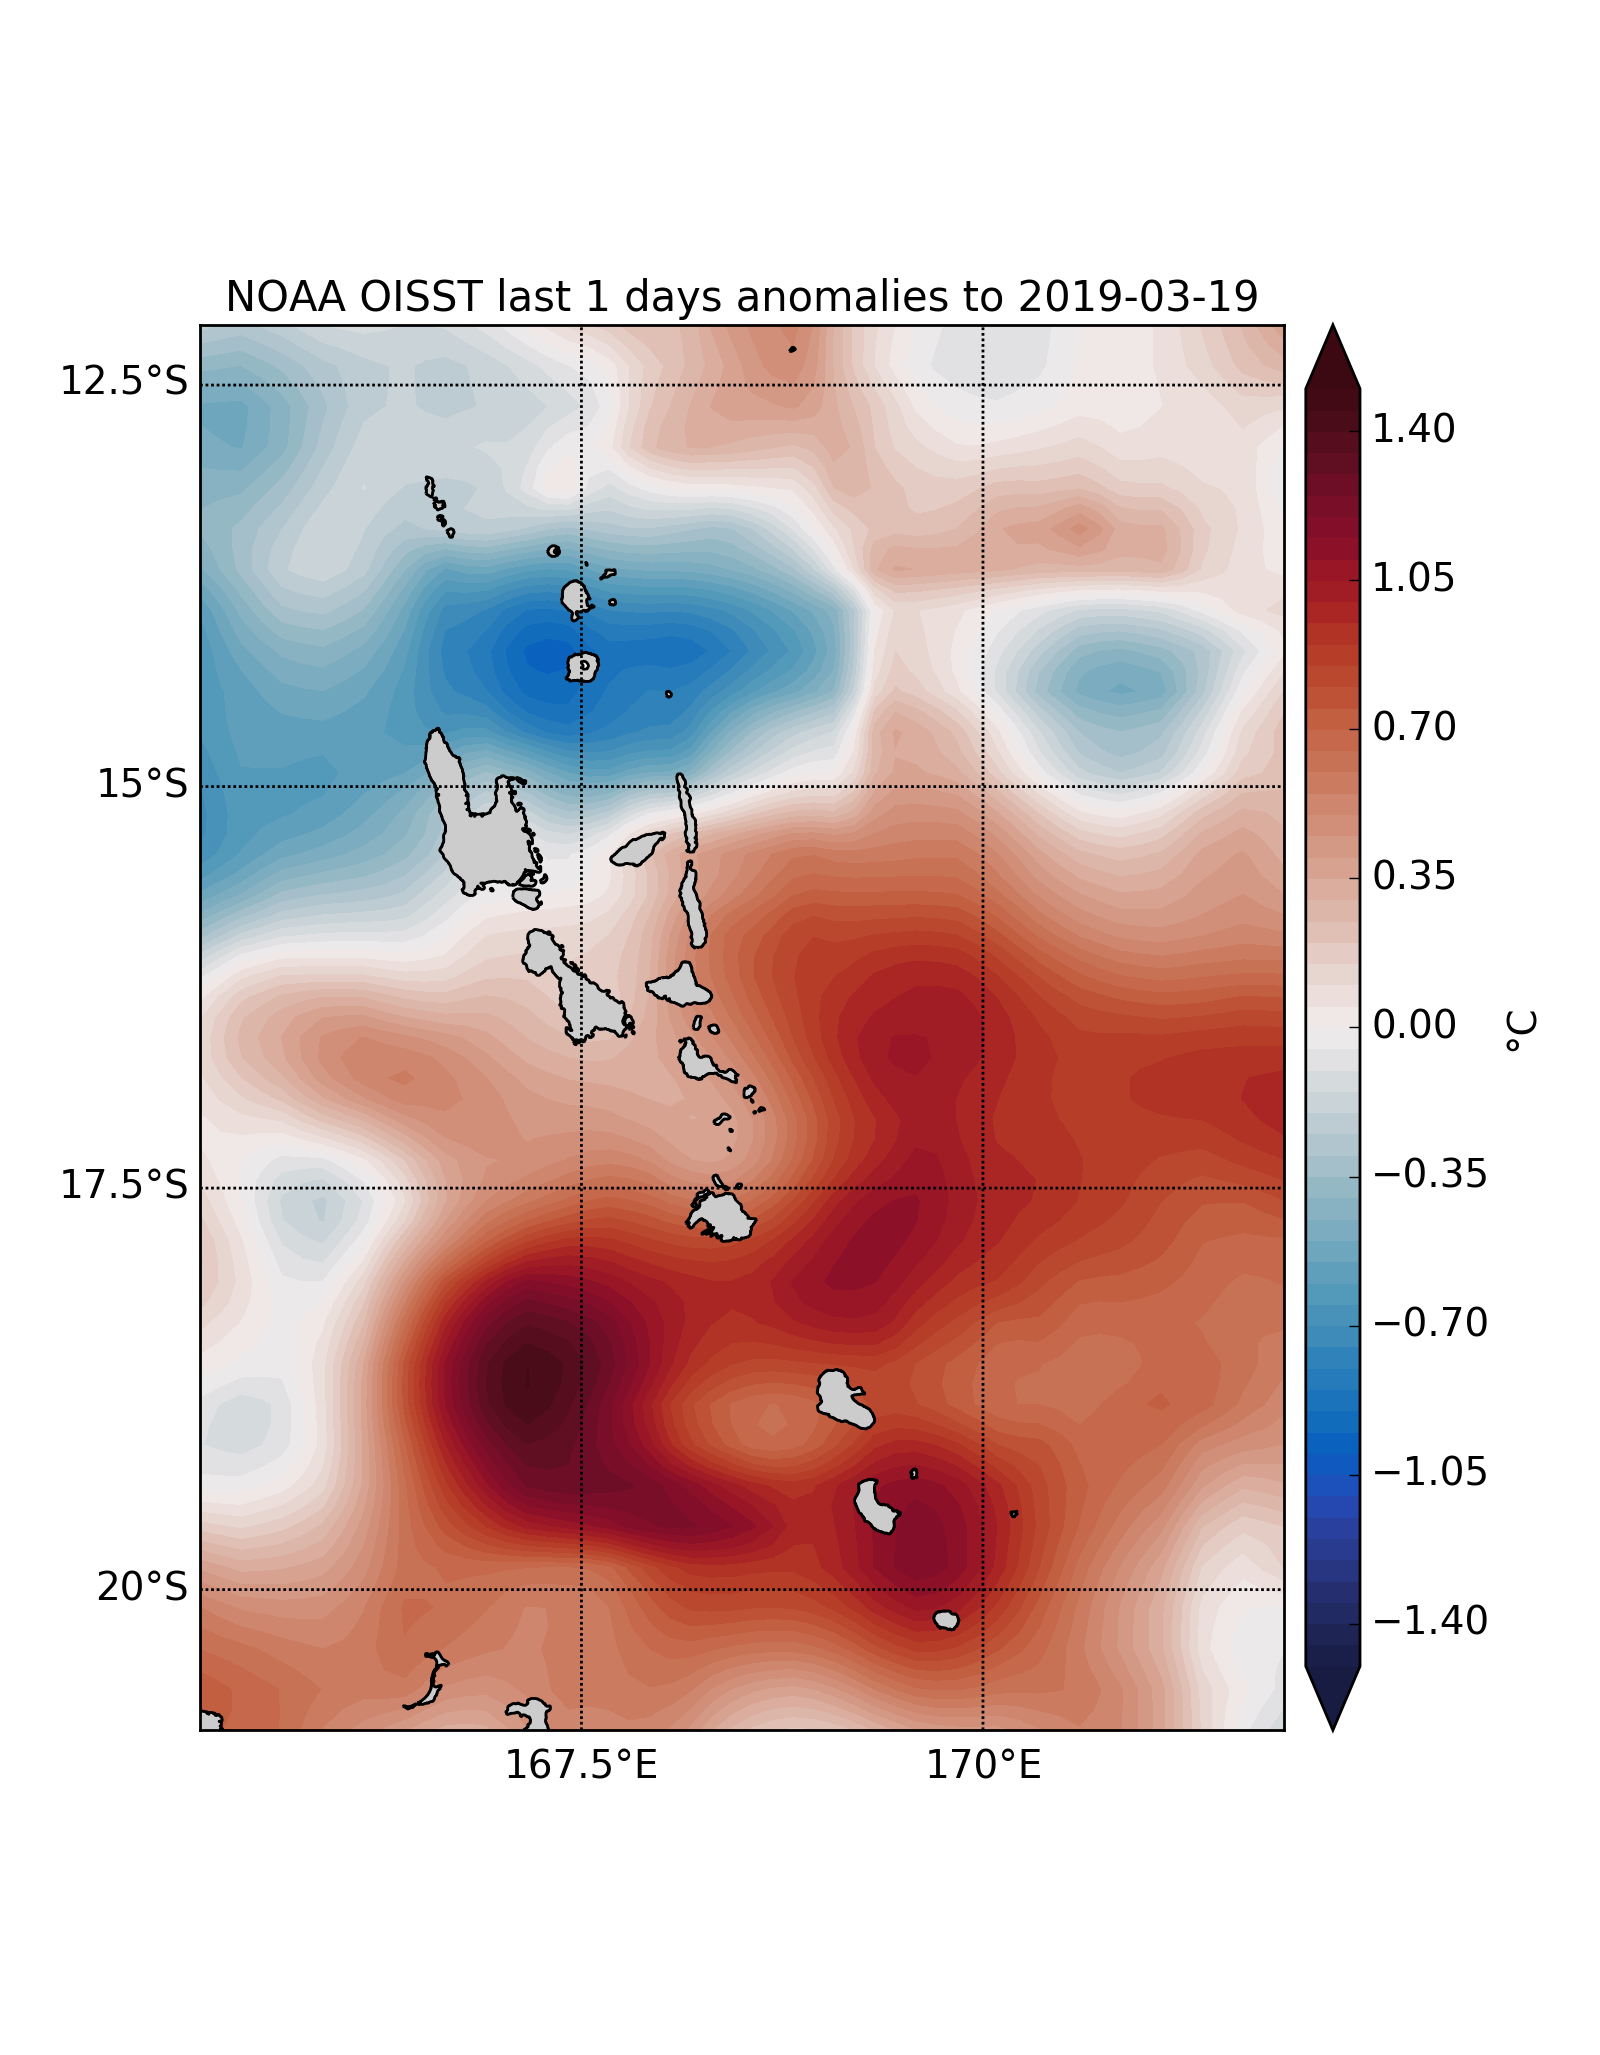 NOAA OISST last 1 days anomalies to 2019-03-19
12.5°S
15°S
17.5°S
20°S
167.5°E
170°E
1.40
1.05
0.70
0.35
0.00
−0.35
−0.70
−1.05
−1.40
°C